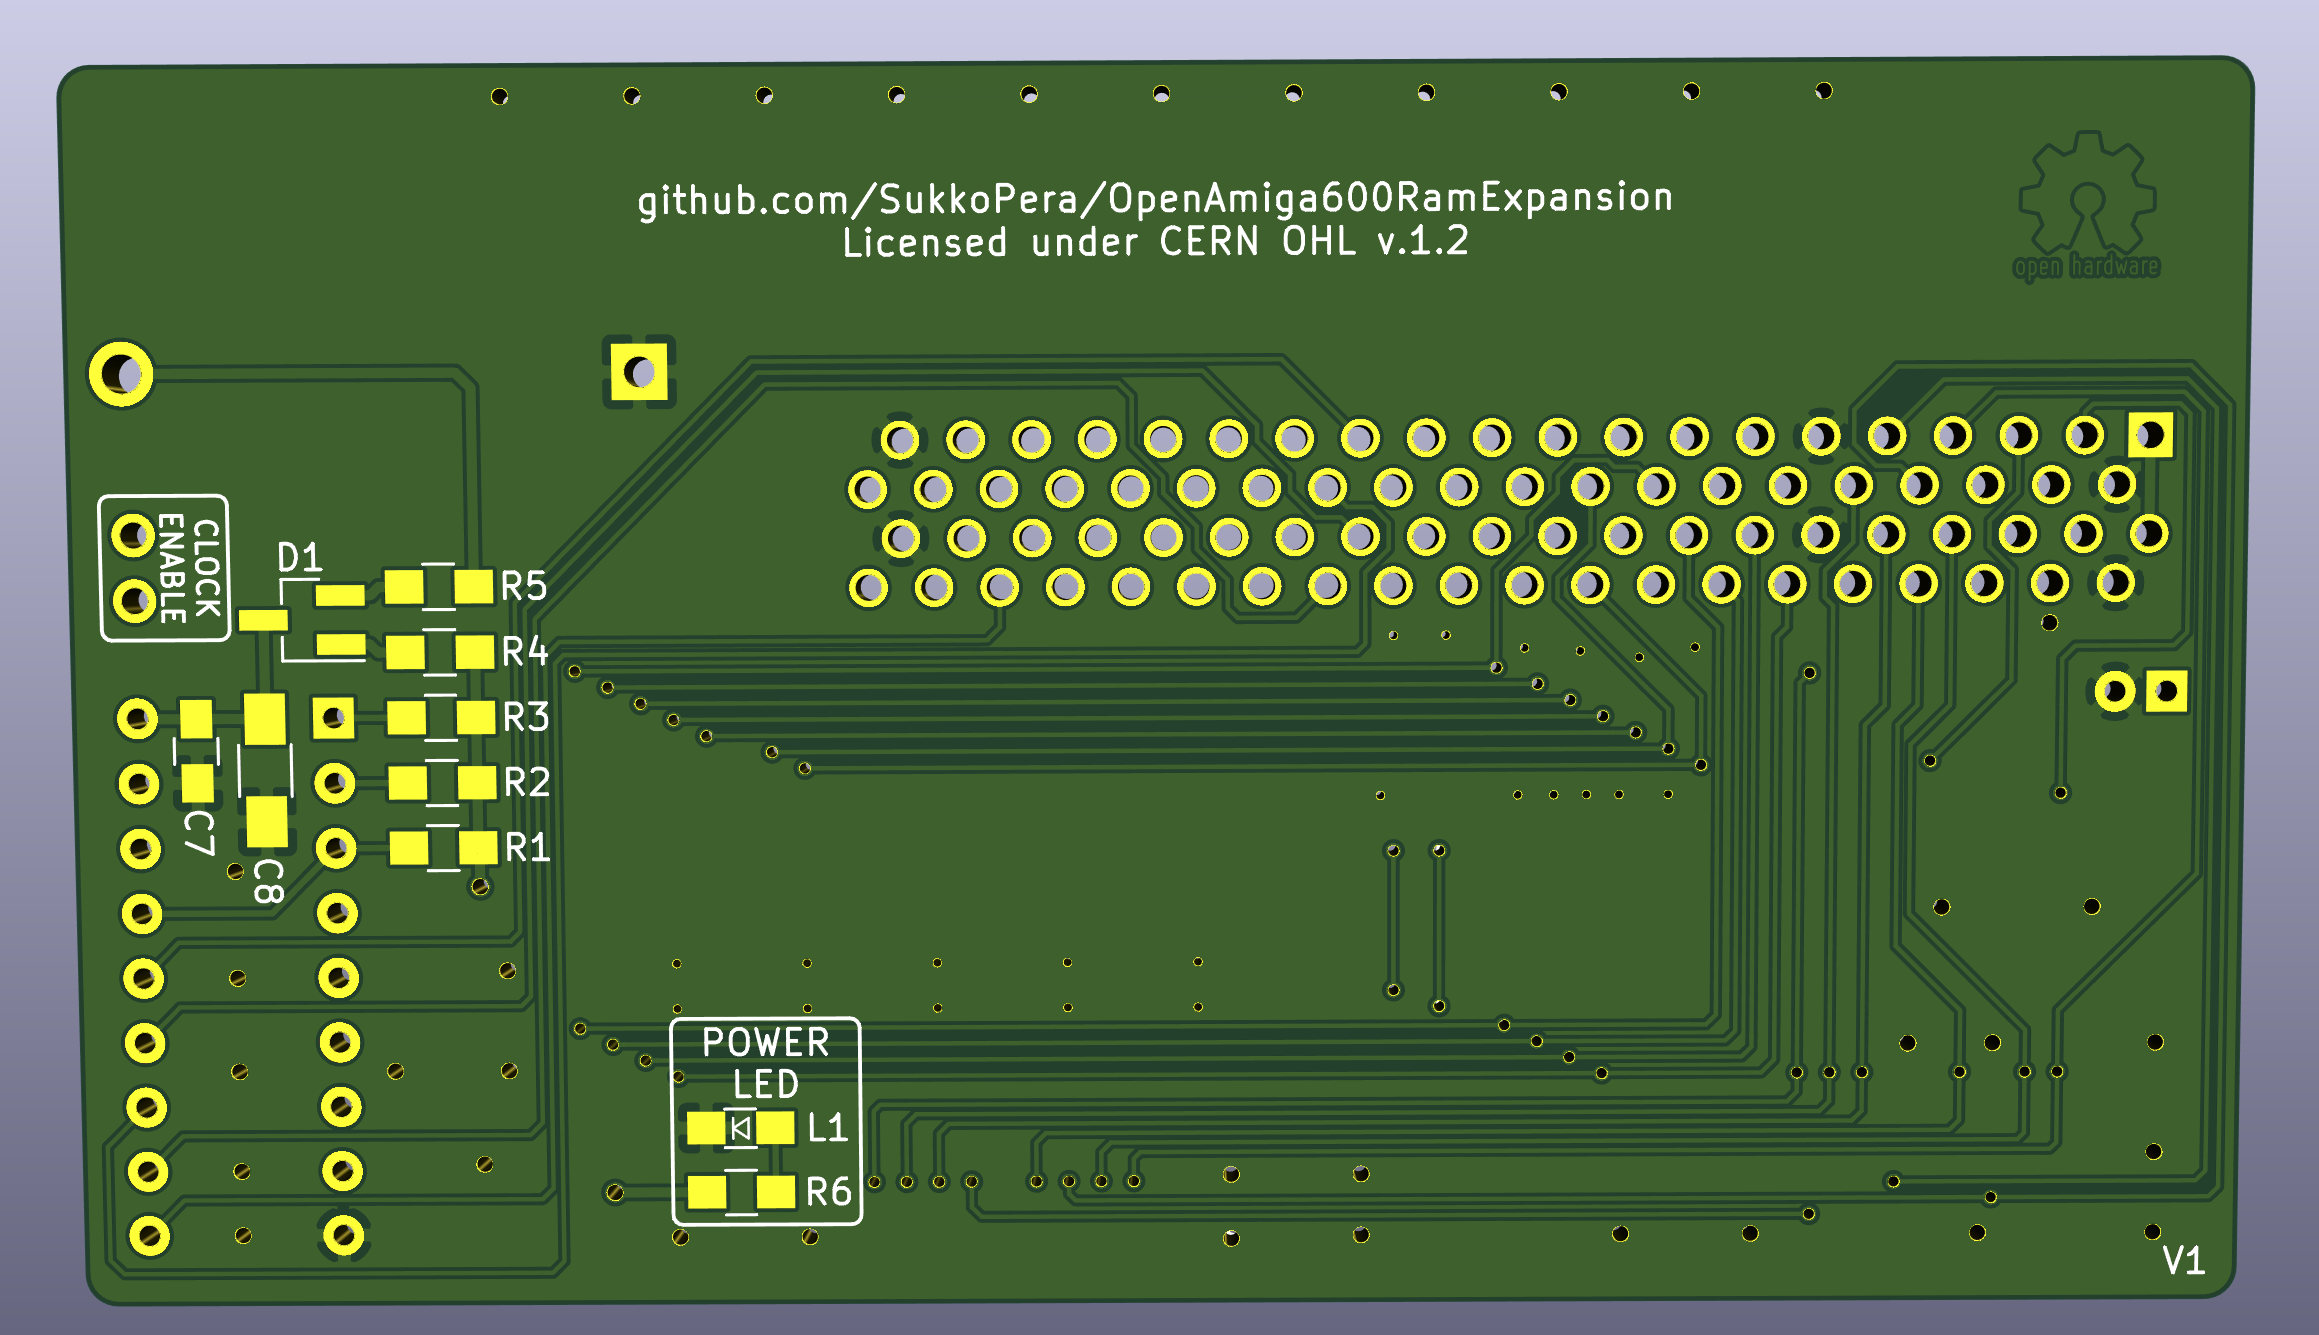 github.com/SukkoPera/OpenAmiga600RamExpansion
Licensed under CERN OHL v.1.2
open hardware
CLOCK
ENABLE
D1
R5
R4
R3
R2
R1
C7
C8
POWER
LED
L1
R6
V1